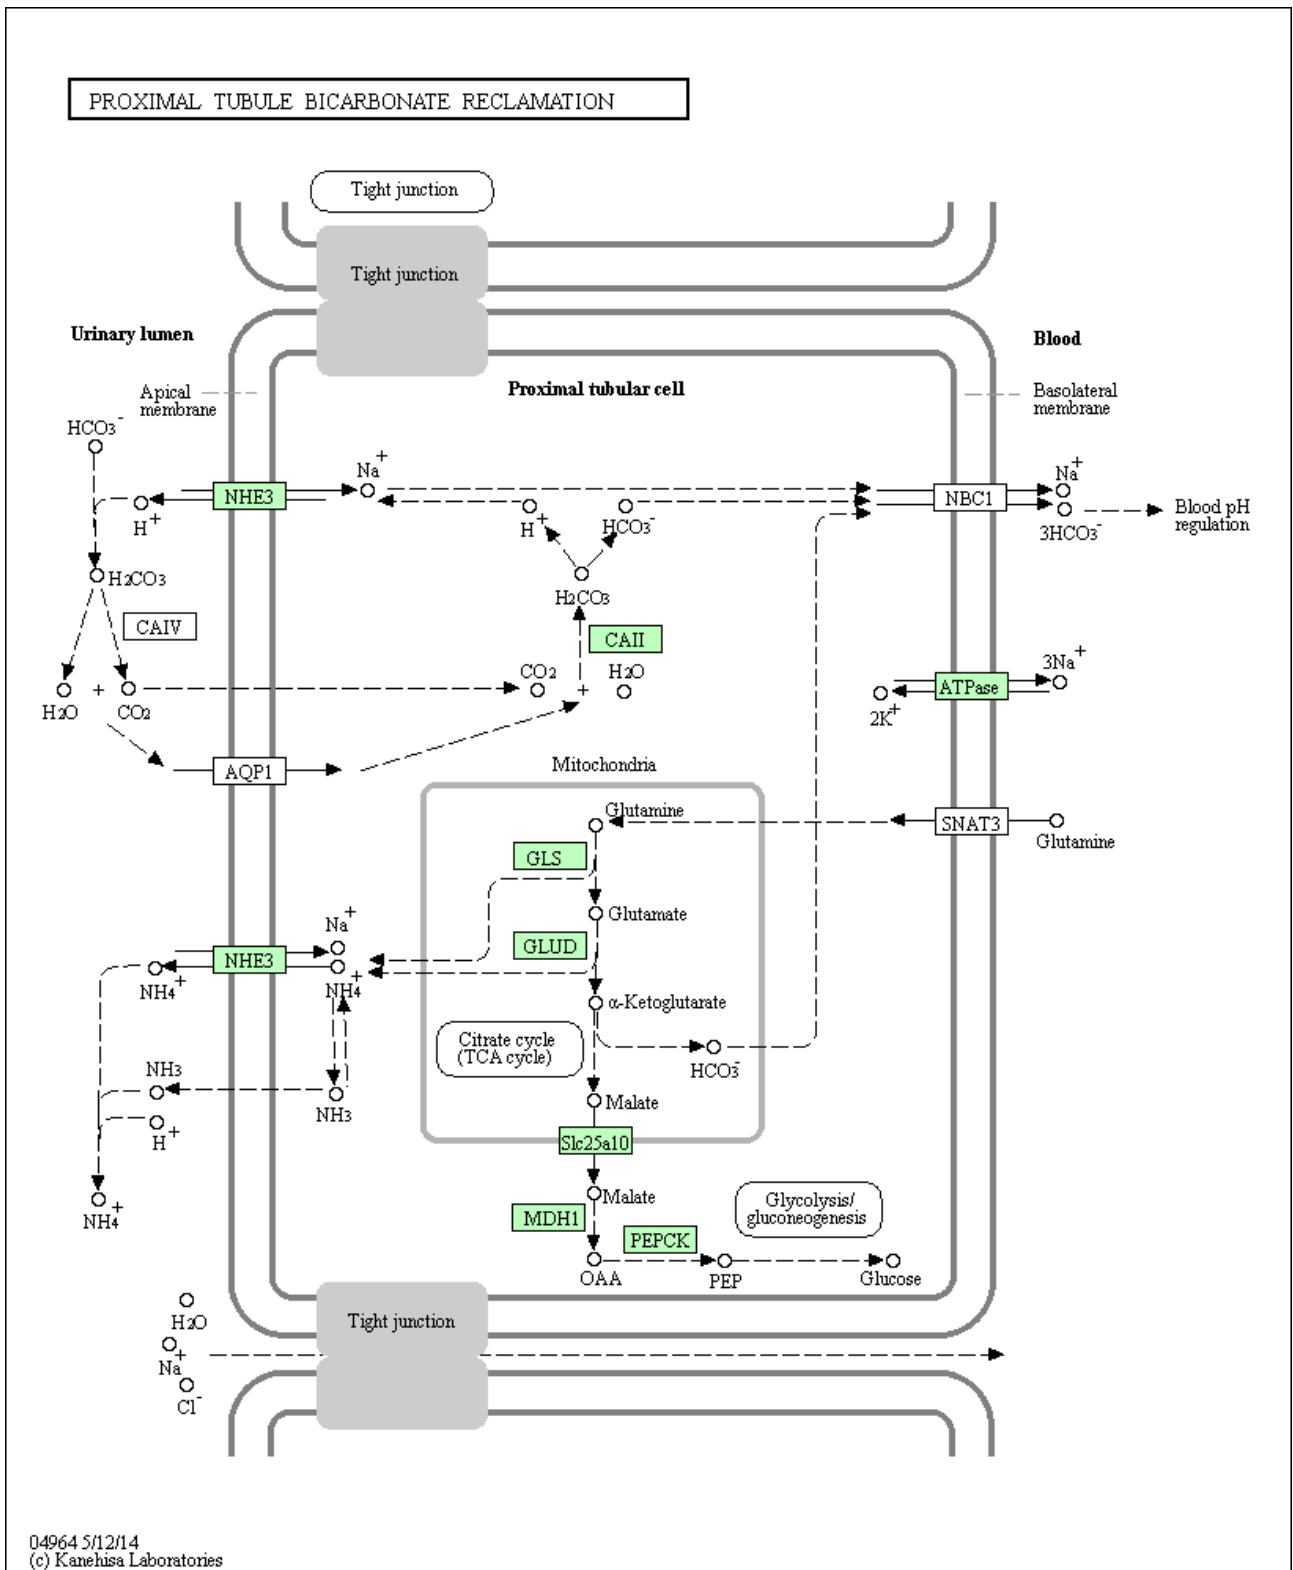 PROXIMAL TUBULE BICARBONATE RECLAMATION
Tight junction
Tight junction
Urinary lumen
Blood
Apical
membrane
Proximal tubular cell
Basolateral
membrane
HCO3-
Na+
Na+
NHE3
NBC1
H+
H+
HCO3-
3HCO3-
Blood pH
regulation
H2CO3
H2CO3
CAIV
CAII
CO2
H2O
3Na+
+
+
H2O
CO2
ATPase
2K+
AQP1
Mitochondria
Glutamine
SNAT3
Glutamine
GLS
Glutamate
Na+
GLUD
NHE3
NH4+
NH4+
α-Ketoglutarate
Citrate cycle
(TCA cycle)
HCO3-
NH3
NH3
Malate
H+
Slc25a10
Malate
NH4+
MDH1
Glycolysis/
gluconeogenesis
PEPCK
OAA
PEP
Glucose
H2O
Tight junction
Na+
Cl-
04964 5/12/14
(c) Kanehisa Laboratories